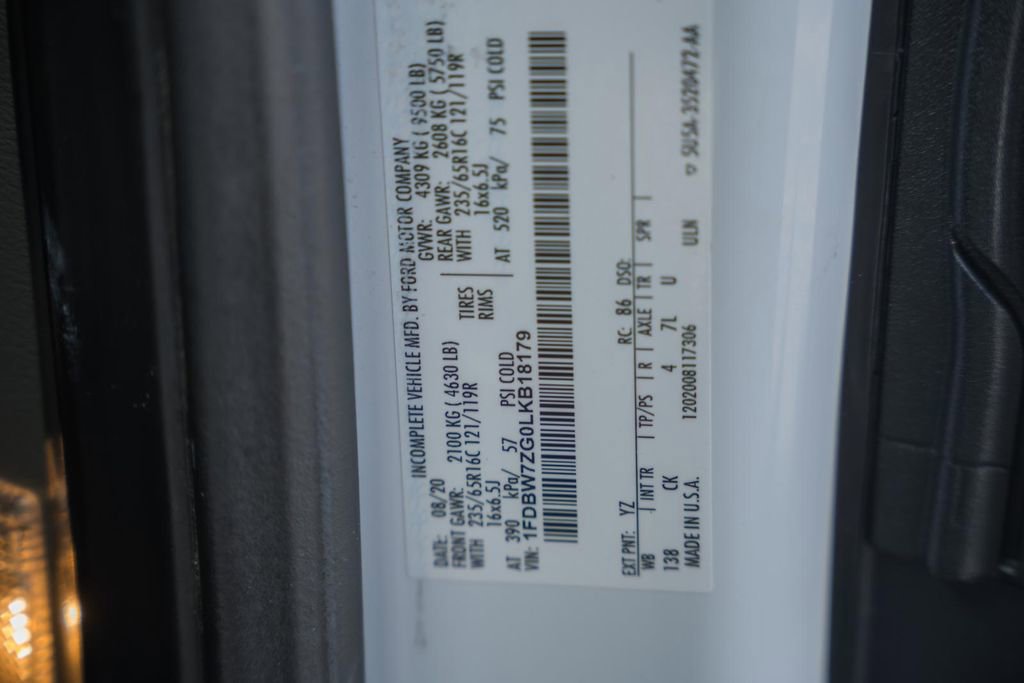 INCOMPLETE VEHICLE MFD. BY FORD MOTOR COMPANY
DATE: 08/20 GVWR: 4309 KG ( 9500 LB)
FRONT GAWR: 2100 KG ( 4630 LB) REAR GAWR: 2608 KG ( 5750 LB)
WITH 235/65R16C 121/119R TIRES WITH 235/65R16C 121/119R
16x6.5J RIMS 16x6.5J
AT 390 kPa/ 57 PSI COLD AT 520 kPa/ 75 PSI COLD
VIN: 1FDBW7ZG0LKB18179
EXT PNT: YZ RC: 86 DSO:
WB | INT TR | TP/PS | R | AXLE | TR | SPR |
138 CK 4 7L U
MADE IN U.S.A. 1202008117306 ULN SU5A-3520472-AA